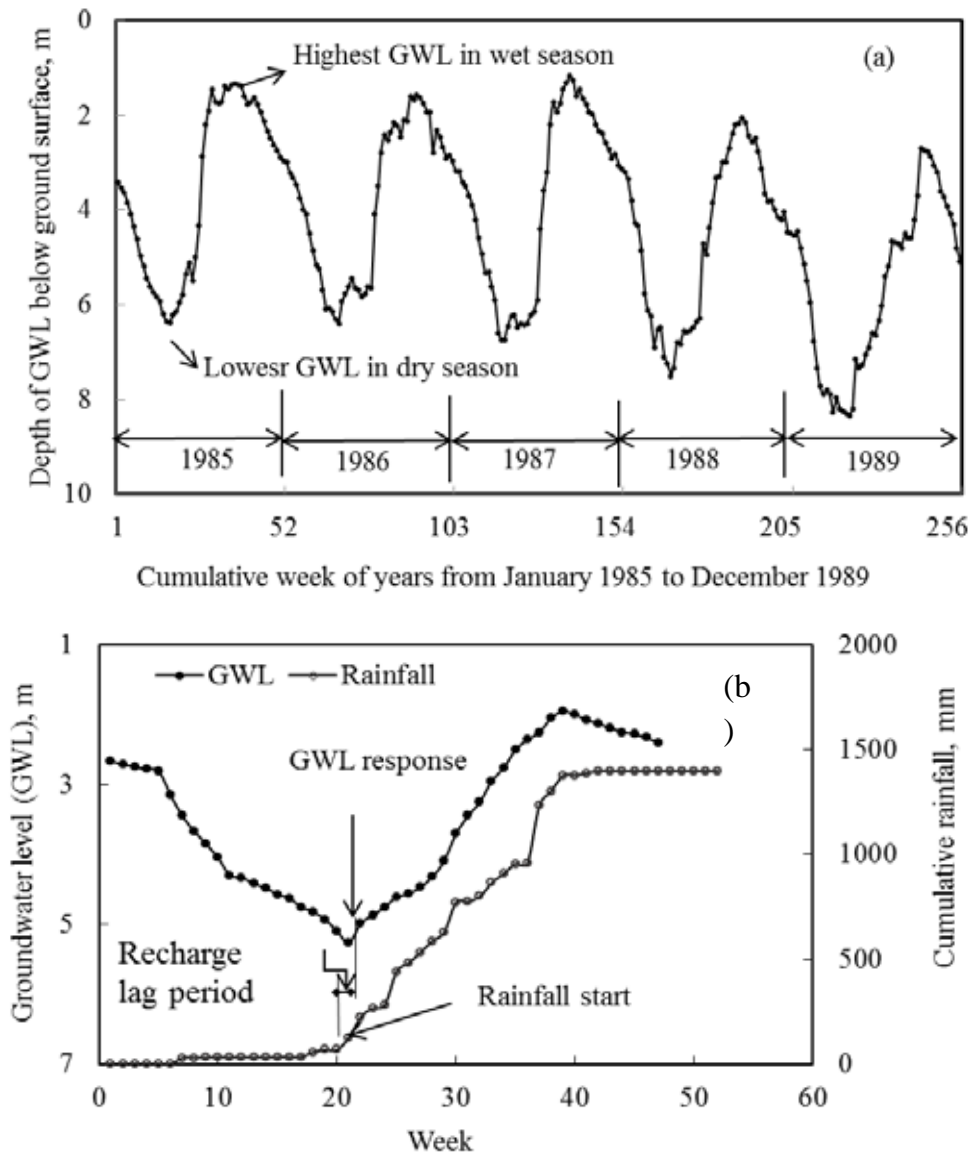 0
2
4
6
8
10
Depth of GWL below ground surface, m
Highest GWL in wet season
(a)
Lowesr GWL in dry season
1985
1986
1987
1988
1989
1
52
103
154
205
256
Cumulative week of years from January 1985 to December 1989
1
3
5
7
Groundwater level (GWL), m
GWL
Rainfall
(b
)
GWL response
Recharge
lag period
Rainfall start
2000
1500
1000
500
0
Cumulative rainfall, mm
0
10
20
30
40
50
60
Week